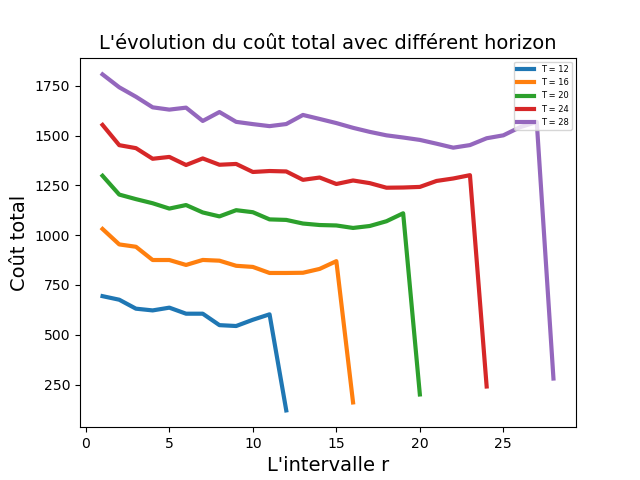 L'évolution du coût total avec différent horizon
T = 12
T = 16
T = 20
T = 24
T = 28
1750
1500
1250
1000
750
500
250
Coût total
0 5 10 15 20 25
L'intervalle r